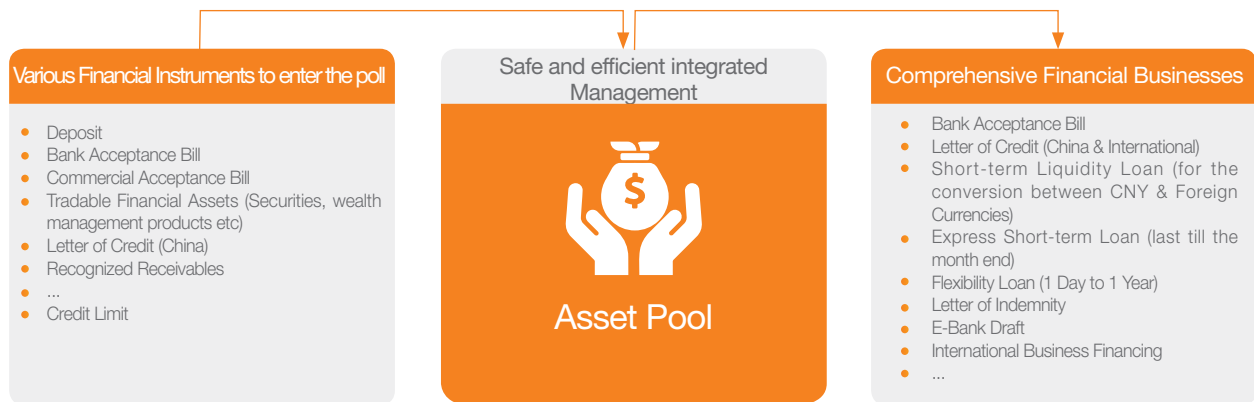 Various Financial Instruments to enter the poll
• Deposit
• Bank Acceptance Bill
• Commercial Acceptance Bill
• Tradable Financial Assets (Securities, wealth
management products etc)
• Letter of Credit (China)
• Recognized Receivables
• ...
• Credit Limit
Safe and efficient integrated
Management
$
Asset Pool
Comprehensive Financial Businesses
• Bank Acceptance Bill
• Letter of Credit (China & International)
• Short-term Liquidity Loan (for the
conversion between CNY & Foreign
Currencies)
• Express Short-term Loan (last till the
month end)
• Flexibility Loan (1 Day to 1 Year)
• Letter of Indemnity
• E-Bank Draft
• International Business Financing
• ...